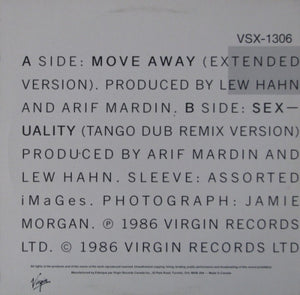 VSX-1306
A SIDE: MOVE AWAY (EXTENDED
VERSION). PRODUCED BY LEW HAHN
AND ARIF MARDIN. B SIDE: SEX-
UALITY (TANGO DUB REMIX VERSION)
PRODUCED BY ARIF MARDIN AND
LEW HAHN. SLEEVE: ASSORTED
iMaGes. PHOTOGRAPH: JAMIE
MORGAN. ℗ 1986 VIRGIN RECORDS
LTD. © 1986 VIRGIN RECORDS LTD.
Virgin